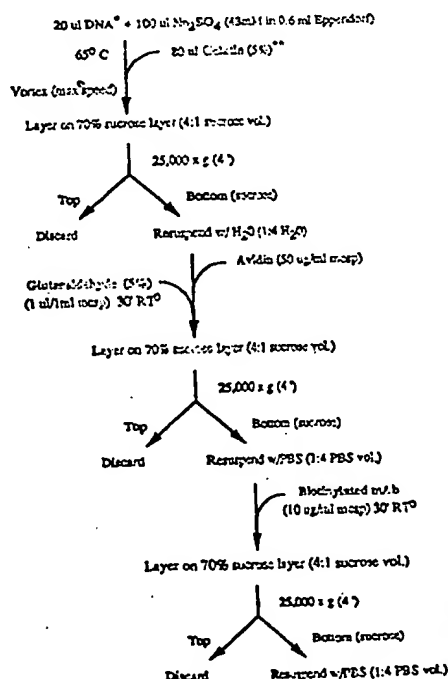 20 ul DNA* + 100 ul Na2SO4 (43mM in 0.6 ml Eppendorf)
65° C
80 ul Gelatin (5%)**
Vortex (max speed)
Layer on 70% sucrose layer (4:1 sucrose vol.)
25,000 x g (4°)
Top
Bottom (sucrose)
Discard
Resuspend w/ H2O (1:4 H2O)
Avidin (50 ug/ml mcsp)
Glutaraldehyde (5%)
(1 ul/1ml mcsp) 30' RT°
Layer on 70% sucrose layer (4:1 sucrose vol.)
25,000 x g (4°)
Top
Bottom (sucrose)
Discard
Resuspend w/PBS (1:4 PBS vol.)
Biotinylated mAb
(10 ug/ml mcsp) 30' RT°
Layer on 70% sucrose layer (4:1 sucrose vol.)
25,000 x g (4°)
Top
Bottom (sucrose)
Discard
Resuspend w/PBS (1:4 PBS vol.)